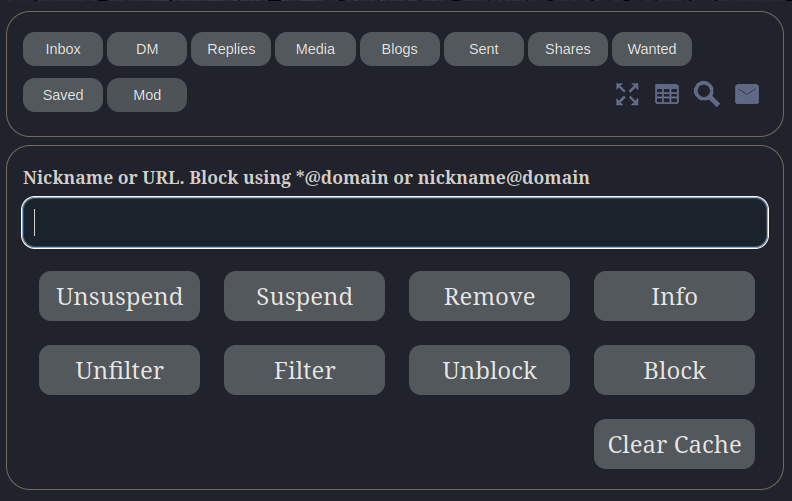 Inbox DM Replies Media Blogs Sent Shares Wanted
Saved Mod
Nickname or URL. Block using *@domain or nickname@domain
Unsuspend Suspend Remove Info
Unfilter Filter Unblock Block
Clear Cache